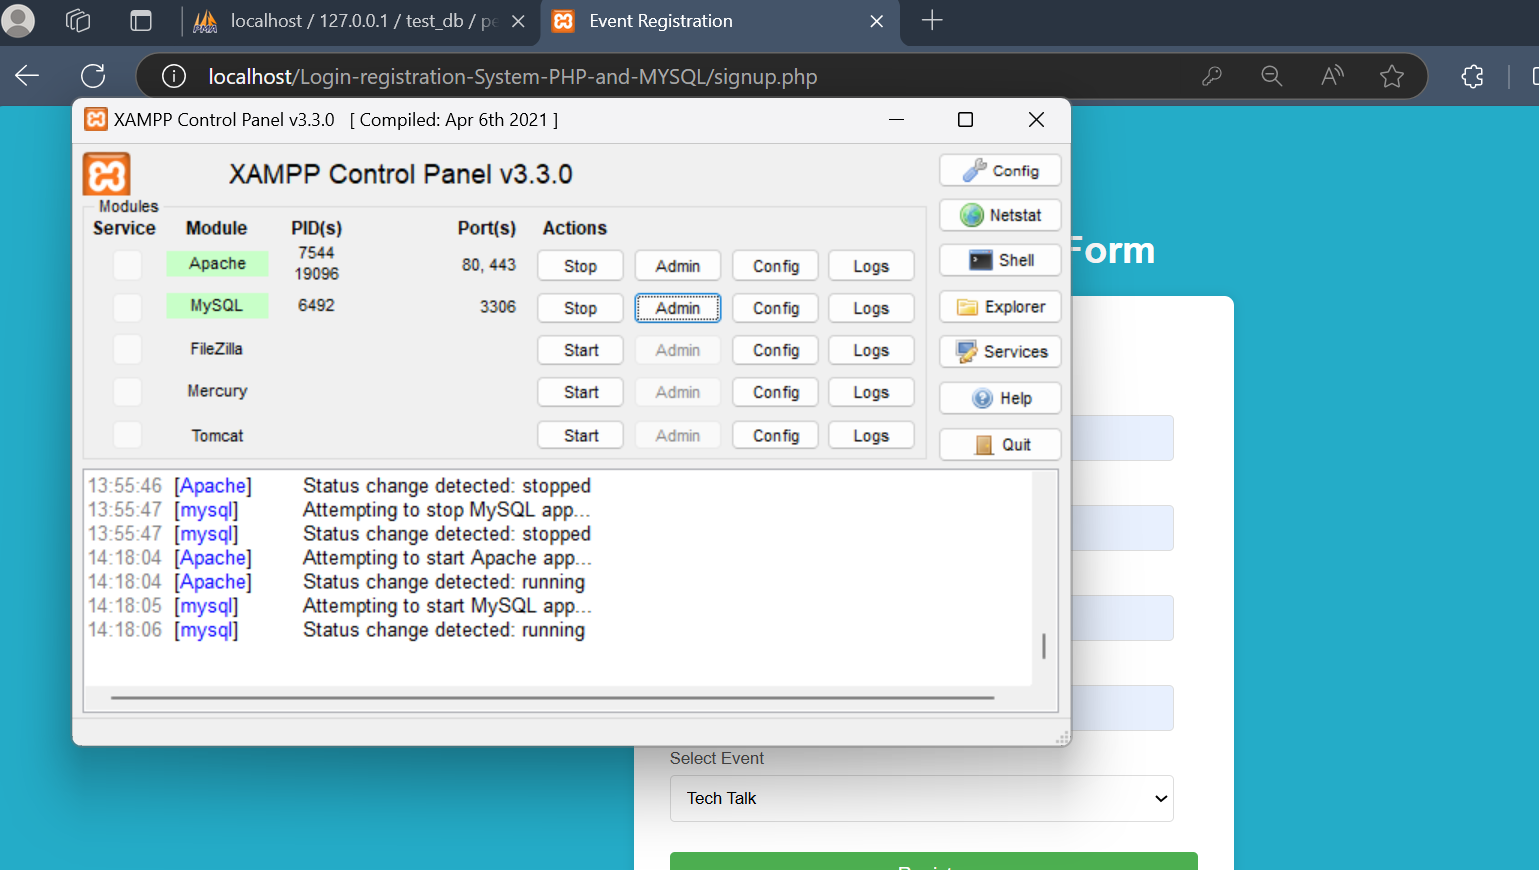 localhost / 127.0.0.1 / test_db / pe
Event Registration
localhost/Login-registration-System-PHP-and-MYSQL/signup.php
XAMPP Control Panel v3.3.0 [ Compiled: Apr 6th 2021 ]
XAMPP Control Panel v3.3.0
Modules
Service Module PID(s) Port(s) Actions
Apache 7544 19096 80, 443 Stop Admin Config Logs
MySQL 6492 3306 Stop Admin Config Logs
FileZilla Start Admin Config Logs
Mercury Start Admin Config Logs
Tomcat Start Admin Config Logs
Config
Netstat
Shell
Explorer
Services
Help
Quit
13:55:46 [Apache] Status change detected: stopped
13:55:47 [mysql] Attempting to stop MySQL app...
13:55:47 [mysql] Status change detected: stopped
14:18:04 [Apache] Attempting to start Apache app...
14:18:04 [Apache] Status change detected: running
14:18:05 [mysql] Attempting to start MySQL app...
14:18:06 [mysql] Status change detected: running
Form
Select Event
Tech Talk